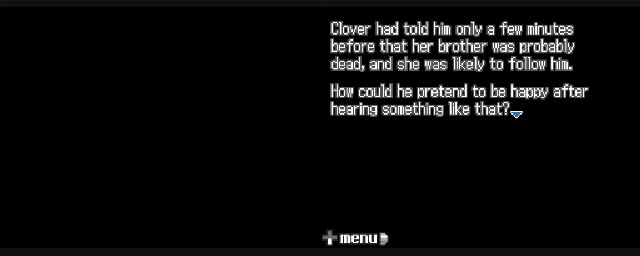 Clover had told him only a few minutes
before that her brother was probably
dead, and she was likely to follow him.
How could he pretend to be happy after
hearing something like that?
menu